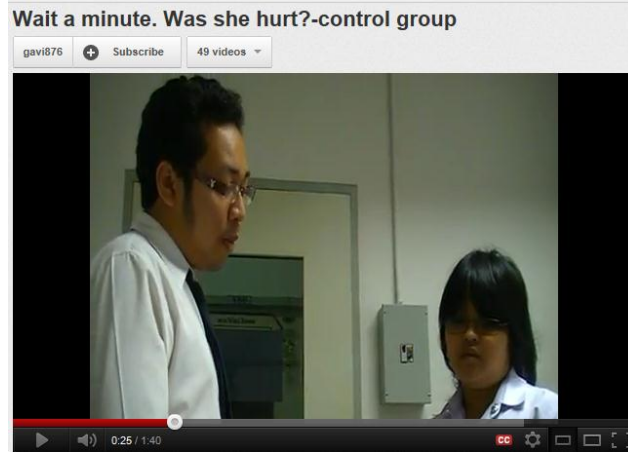 Wait a minute. Was she hurt?-control group
gavi876 Subscribe 49 videos
0:25 / 1:40 CC